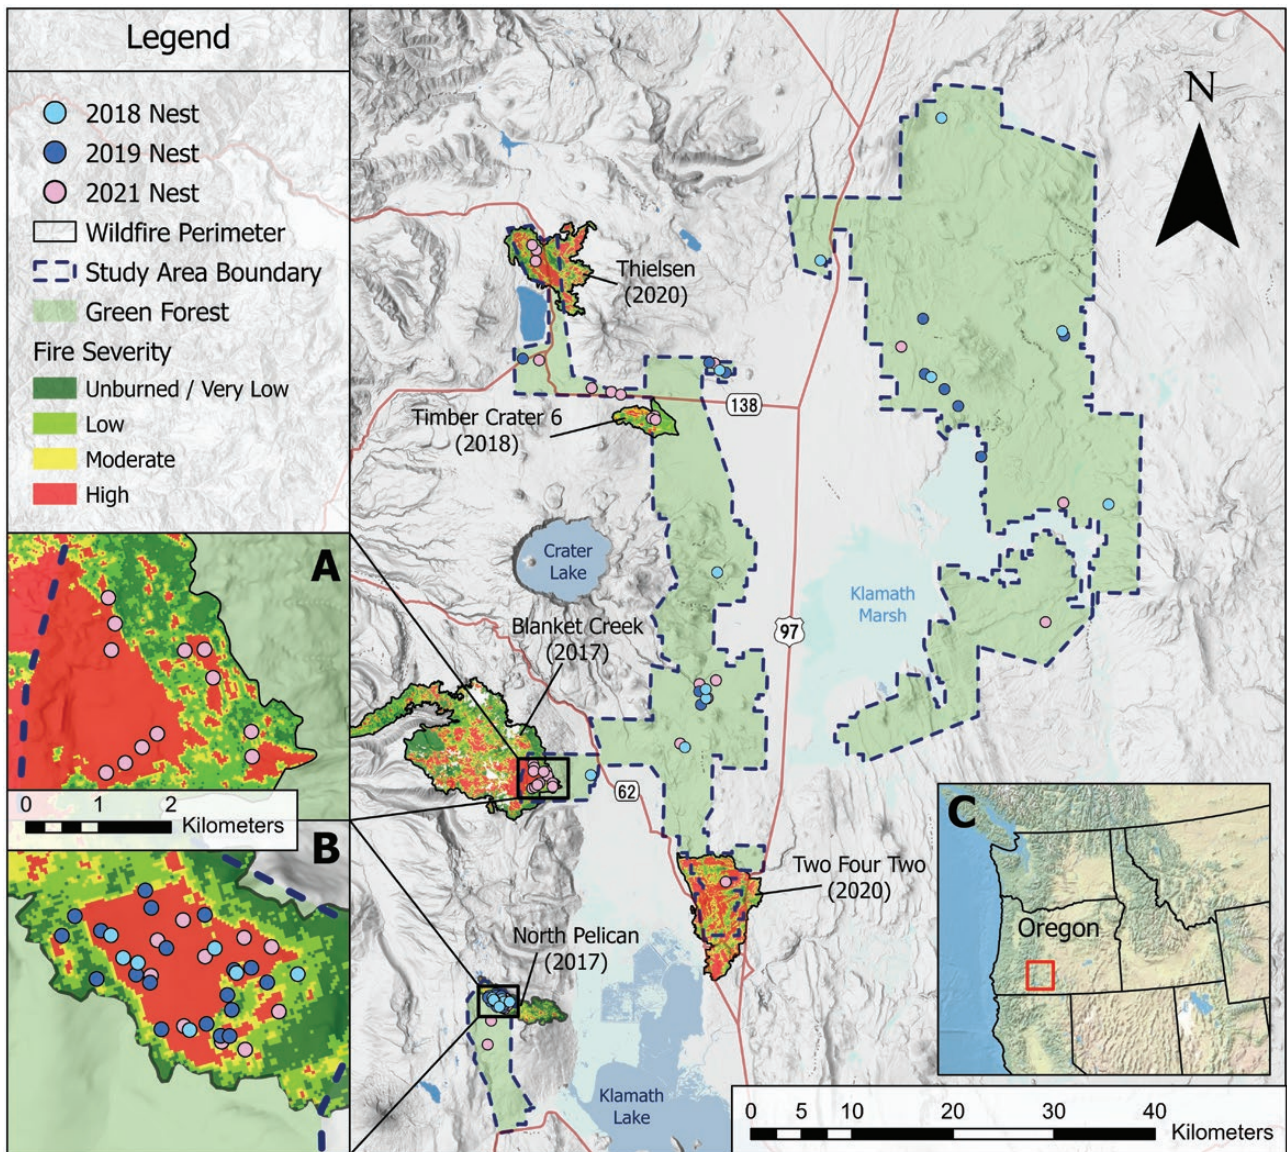 Legend
2018 Nest
2019 Nest
2021 Nest
Wildfire Perimeter
Study Area Boundary
Green Forest
Fire Severity
Unburned / Very Low
Low
Moderate
High
A
0 1 2
Kilometers
B
N
Thielsen
(2020)
Timber Crater 6
(2018)
138
Crater
Lake
Klamath
Marsh
Blanket Creek
(2017)
97
62
Two Four Two
(2020)
North Pelican
(2017)
Klamath
Lake
C
Oregon
0 5 10 20 30 40
Kilometers